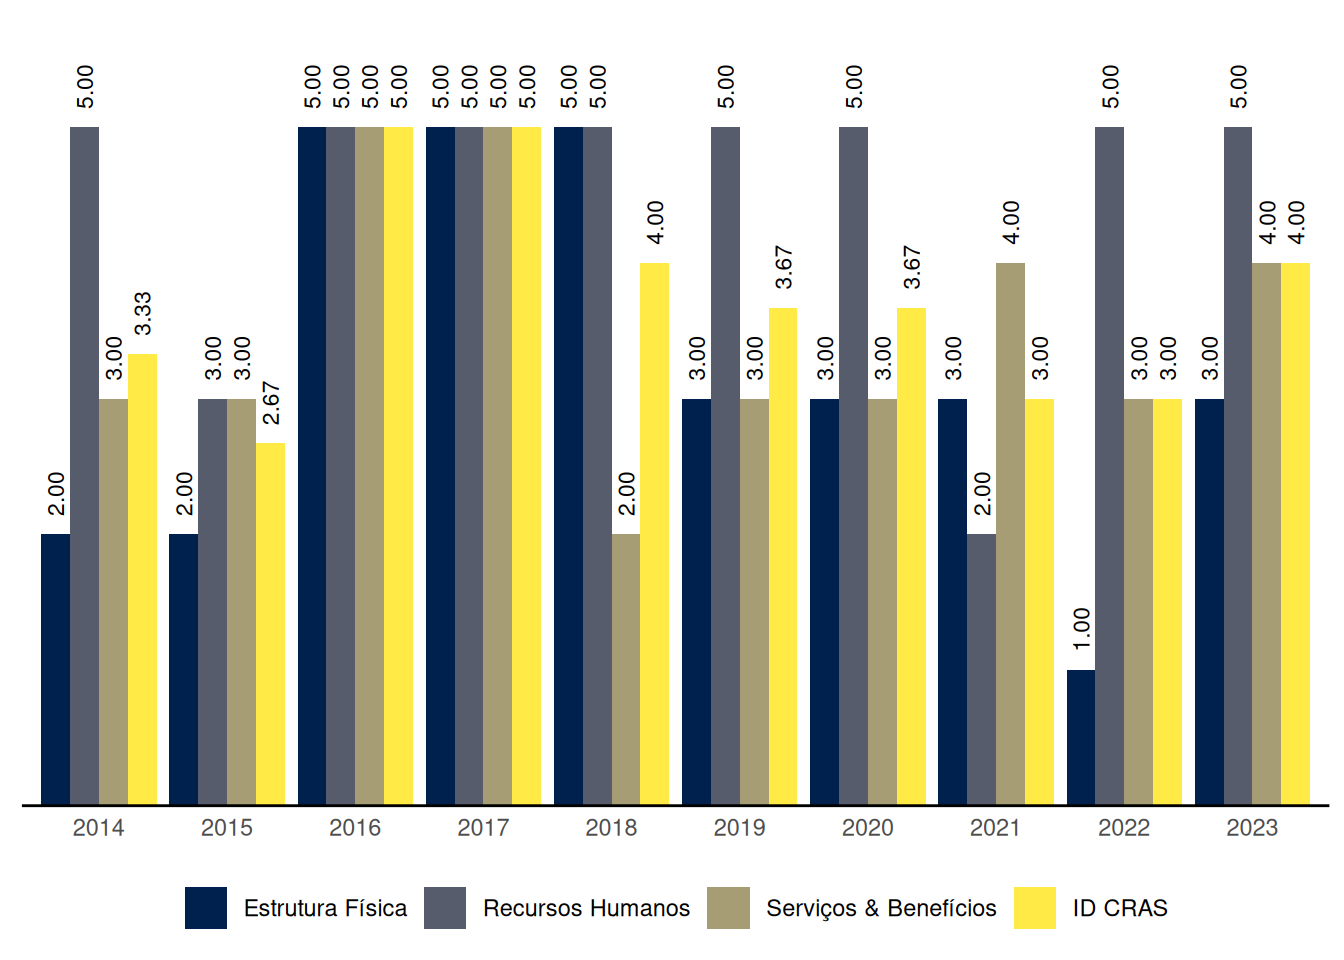 5.00 5.00 5.00 5.00 5.00 5.00 5.00 5.00 5.00 5.00 5.00 5.00 5.00 5.00 5.00
4.00 4.00 4.00 4.00
3.67 3.67
3.33
3.00 3.00 3.00 3.00 3.00 3.00 3.00 3.00 3.00 3.00 3.00 3.00
2.67
2.00 2.00 2.00 2.00
1.00
2014 2015 2016 2017 2018 2019 2020 2021 2022 2023
Estrutura Física Recursos Humanos Serviços & Benefícios ID CRAS